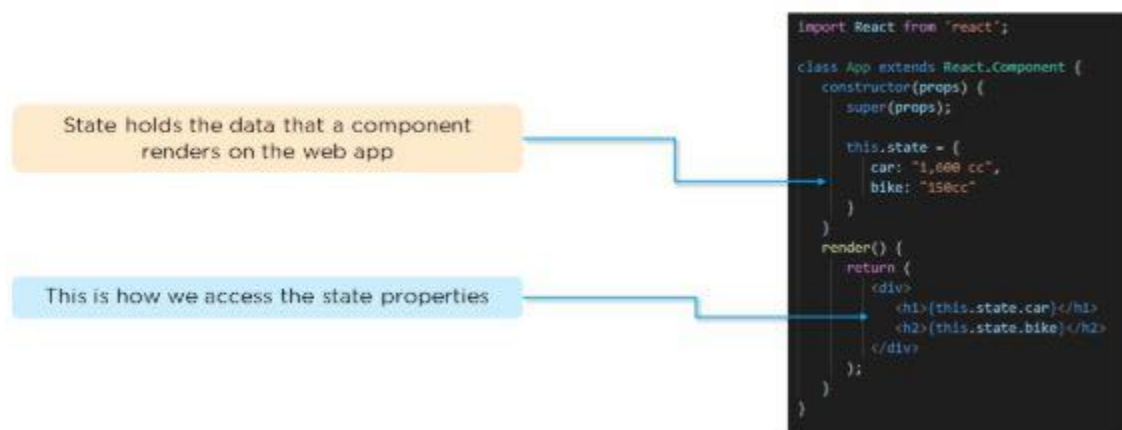 State holds the data that a component
renders on the web app
This is how we access the state properties
import React from 'react';
class App extends React.Component {
constructor(props) {
super(props);
this.state = {
car: "1,600 cc",
bike: "150cc"
}
}
render() {
return (
<div>
<h1>{this.state.car}</h1>
<h2>{this.state.bike}</h2>
</div>
);
}
}